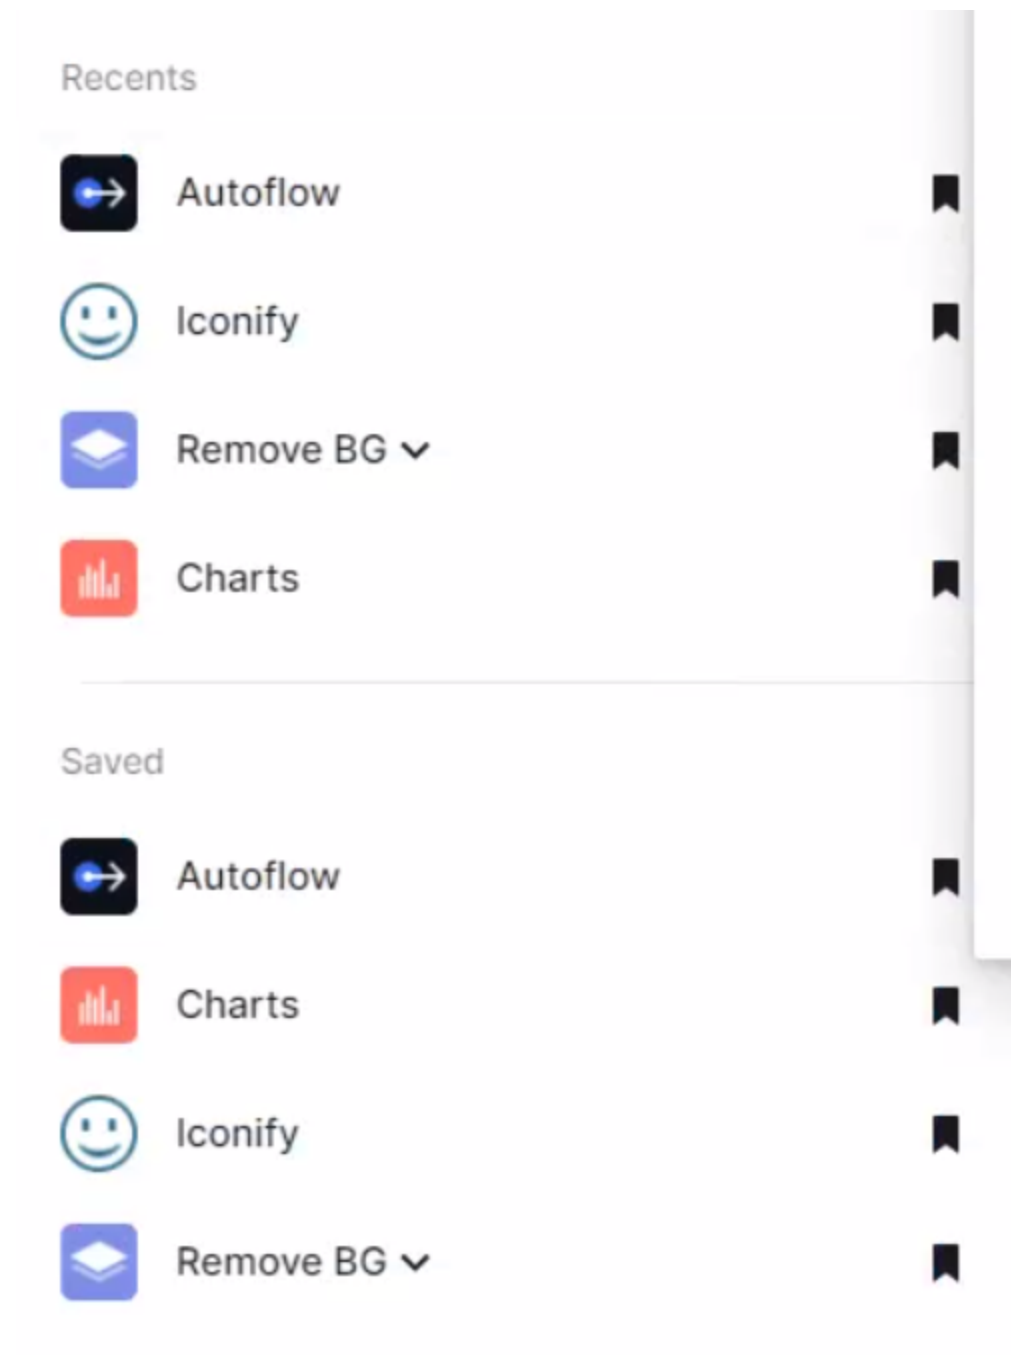 Recents
Autoflow
Iconify
Remove BG
Charts
Saved
Autoflow
Charts
Iconify
Remove BG